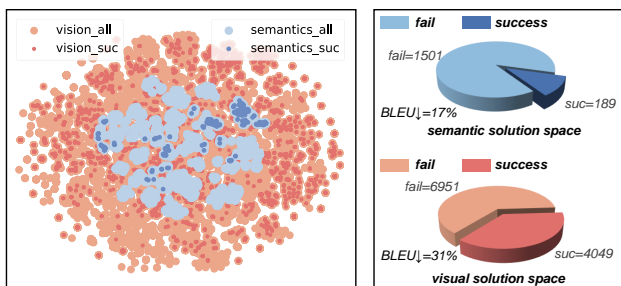 vision_all
vision_suc
semantics_all
semantics_suc
fail success
fail=1501
suc=189
BLEU↓=17%
semantic solution space
fail success
fail=6951
suc=4049
BLEU↓=31%
visual solution space